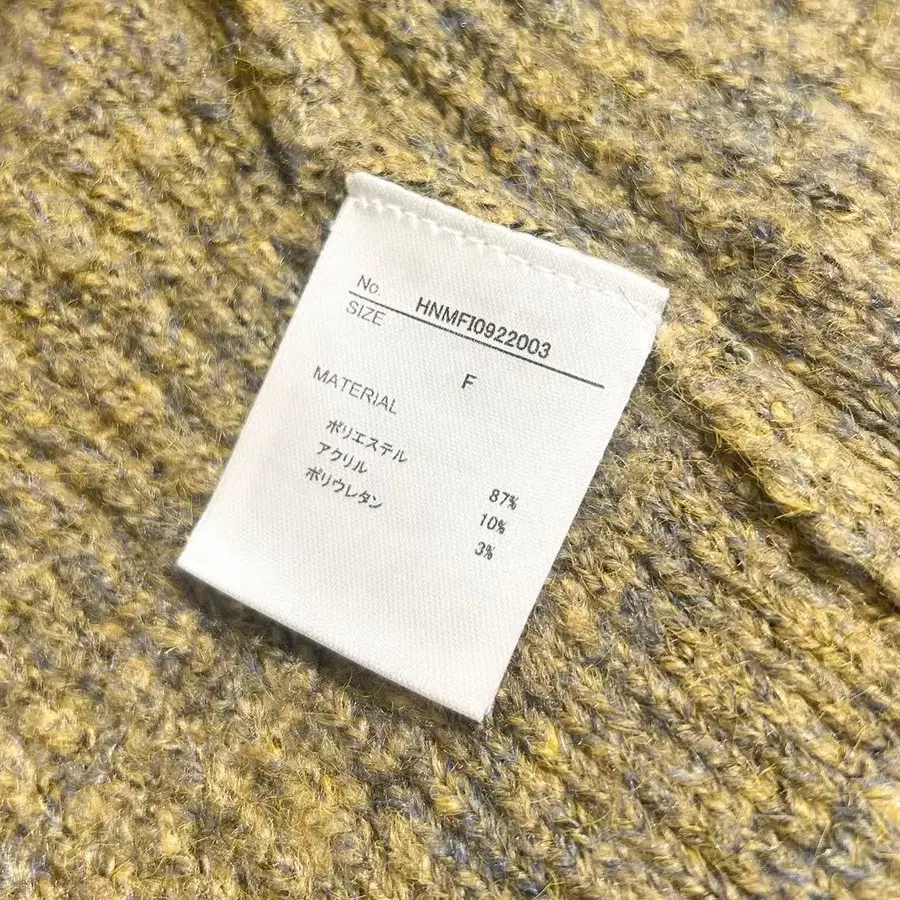 No. HNMFI0922003
SIZE F
MATERIAL
ポリエステル 87%
アクリル 10%
ポリウレタン 3%